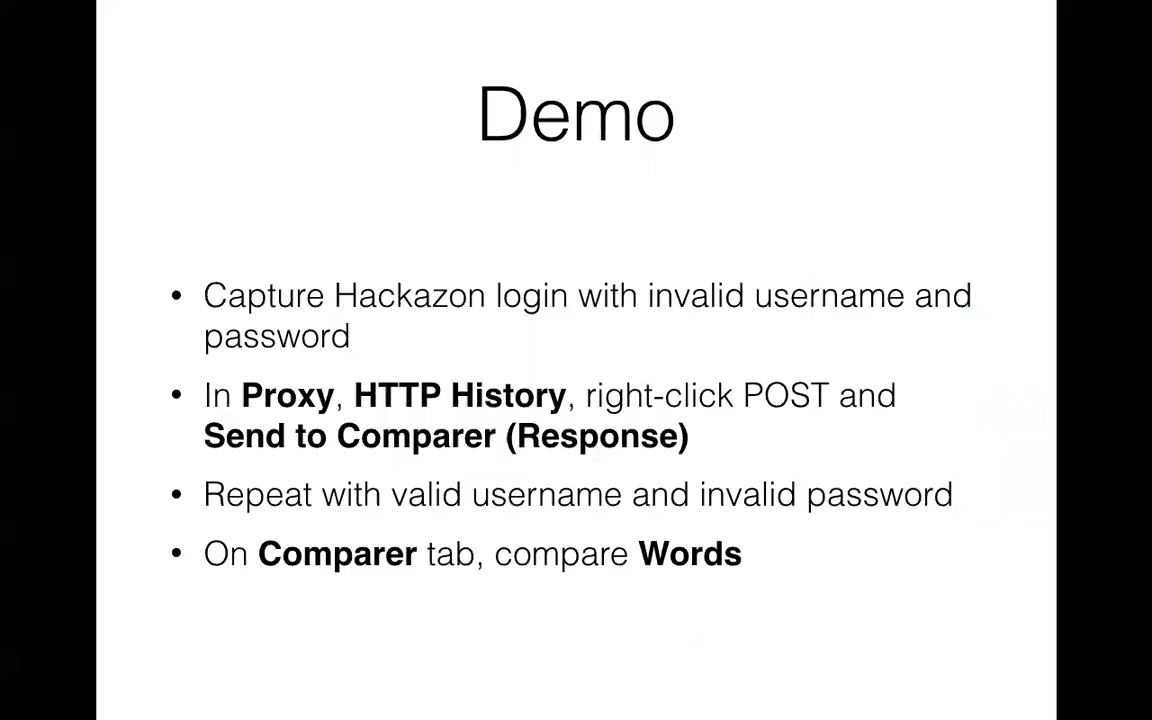 Demo
• Capture Hackazon login with invalid username and
password
• In Proxy, HTTP History, right-click POST and
Send to Comparer (Response)
• Repeat with valid username and invalid password
• On Comparer tab, compare Words